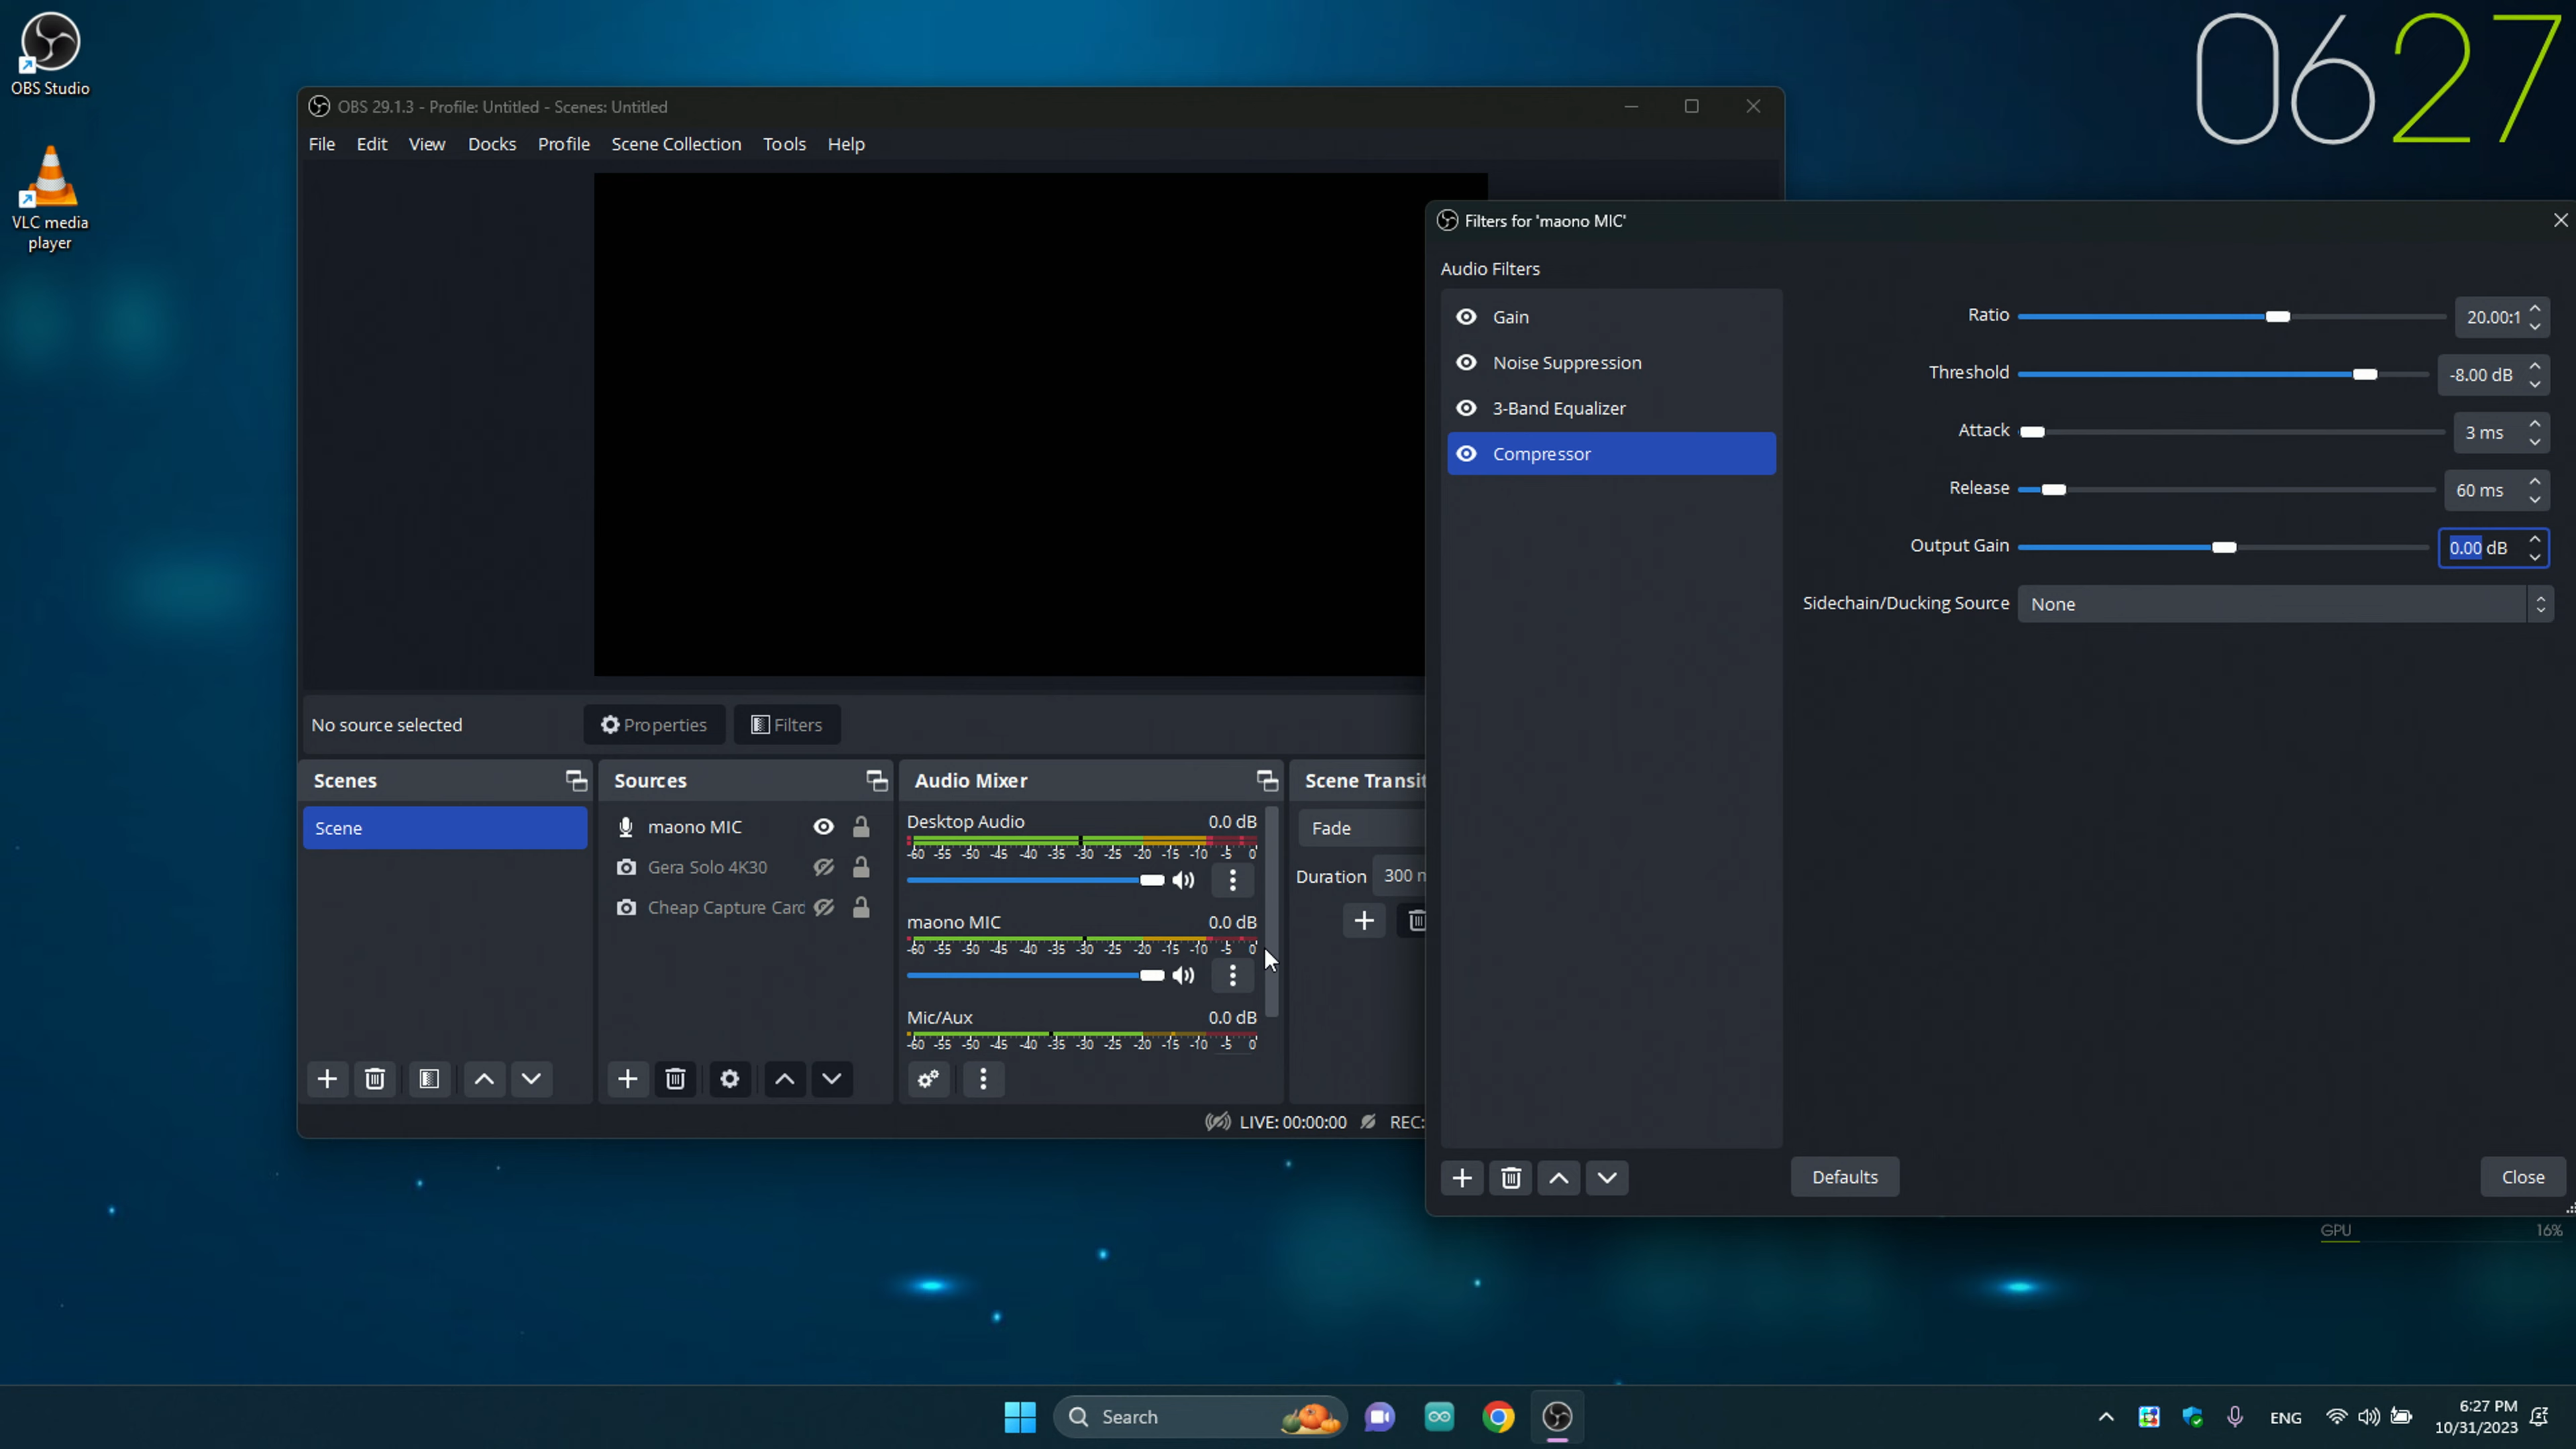 OBS Studio
VLC media
player
0627
OBS 29.1.3 - Profile: Untitled - Scenes: Untitled
File Edit View Docks Profile Scene Collection Tools Help
No source selected
Properties
Filters
Scenes
Scene
Sources
maono MIC
Gera Solo 4K30
Cheap Capture Card
Audio Mixer
Desktop Audio 0.0 dB
-60 -55 -50 -45 -40 -35 -30 -25 -20 -15 -10 -5 0
maono MIC 0.0 dB
-60 -55 -50 -45 -40 -35 -30 -25 -20 -15 -10 -5 0
Mic/Aux 0.0 dB
-60 -55 -50 -45 -40 -35 -30 -25 -20 -15 -10 -5 0
Scene Transit
Fade
Duration 300 m
LIVE: 00:00:00 REC:
Filters for 'maono MIC'
Audio Filters
Gain
Noise Suppression
3-Band Equalizer
Compressor
Ratio 20.00:1
Threshold -8.00 dB
Attack 3 ms
Release 60 ms
Output Gain 0.00 dB
Sidechain/Ducking Source None
Defaults
Close
GPU 16%
Search
ENG
6:27 PM
10/31/2023